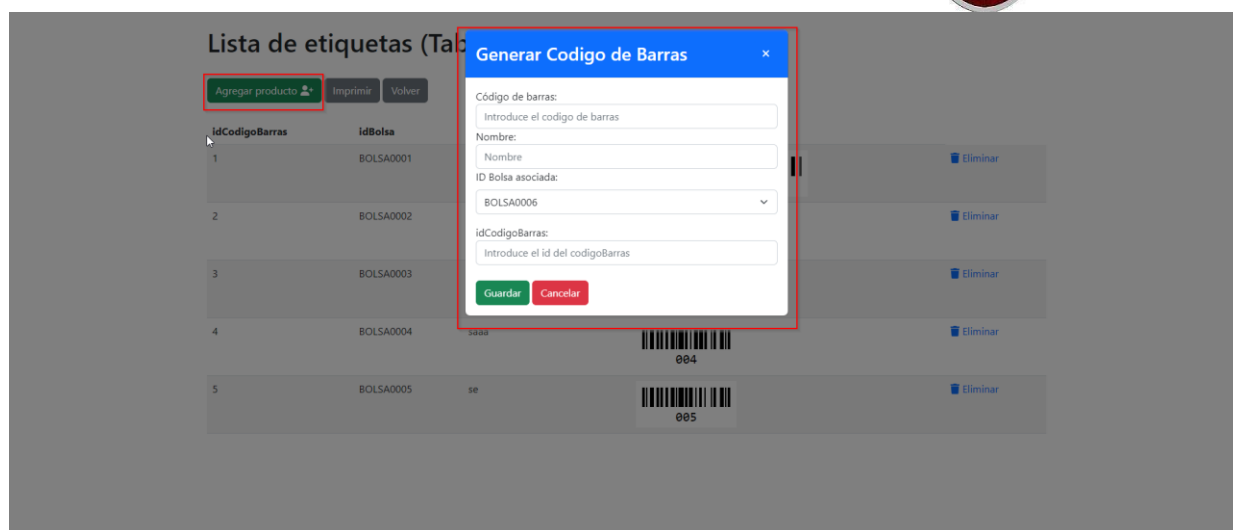 Lista de etiquetas (Tab
Generar Codigo de Barras ×
Agregar producto Imprimir Volver
Código de barras:
Introduce el codigo de barras
Nombre:
Nombre
ID Bolsa asociada:
BOLSA0006
idCodigoBarras:
Introduce el id del codigoBarras
Guardar Cancelar
idCodigoBarras idBolsa
1 BOLSA0001 Eliminar
2 BOLSA0002 Eliminar
3 BOLSA0003 Eliminar
4 BOLSA0004 saaa Eliminar
004
5 BOLSA0005 se Eliminar
005